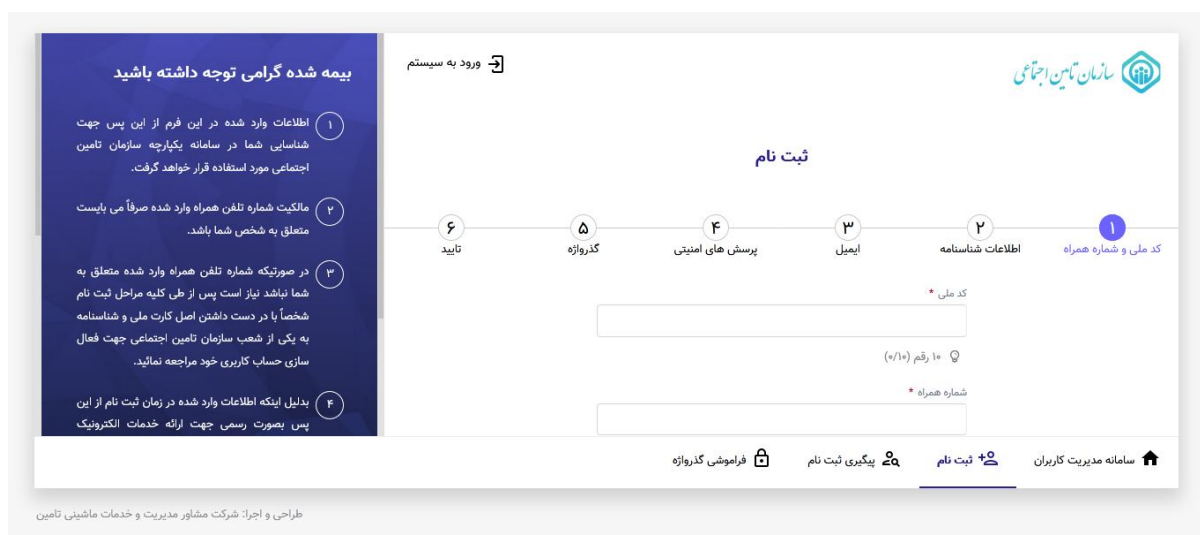 سازمان تامین اجتماعی
ورود به سیستم
ثبت نام
۱
۲
۳
۴
۵
۶
کد ملی و شماره همراه
اطلاعات شناسنامه
ایمیل
پرسش های امنیتی
گذرواژه
تایید
کد ملی *
۱۰ رقم (۰/۱۰)
شماره همراه *
بیمه شده گرامی توجه داشته باشید
۱ اطلاعات وارد شده در این فرم از این پس جهت
شناسایی شما در سامانه یکپارچه سازمان تامین
اجتماعی مورد استفاده قرار خواهد گرفت.
۲ مالکیت شماره تلفن همراه وارد شده صرفاً می بایست
متعلق به شخص شما باشد.
۳ در صورتیکه شماره تلفن همراه وارد شده متعلق به
شما نباشد نیاز است پس از طی کلیه مراحل ثبت نام
شخصاً با در دست داشتن اصل کارت ملی و شناسنامه
به یکی از شعب سازمان تامین اجتماعی جهت فعال
سازی حساب کاربری خود مراجعه نمائید.
۴ بدلیل اینکه اطلاعات وارد شده در زمان ثبت نام از این
پس بصورت رسمی جهت ارائه خدمات الکترونیک
سامانه مدیریت کاربران
ثبت نام
پیگیری ثبت نام
فراموشی گذرواژه
طراحی و اجرا: شرکت مشاور مدیریت و خدمات ماشینی تامین